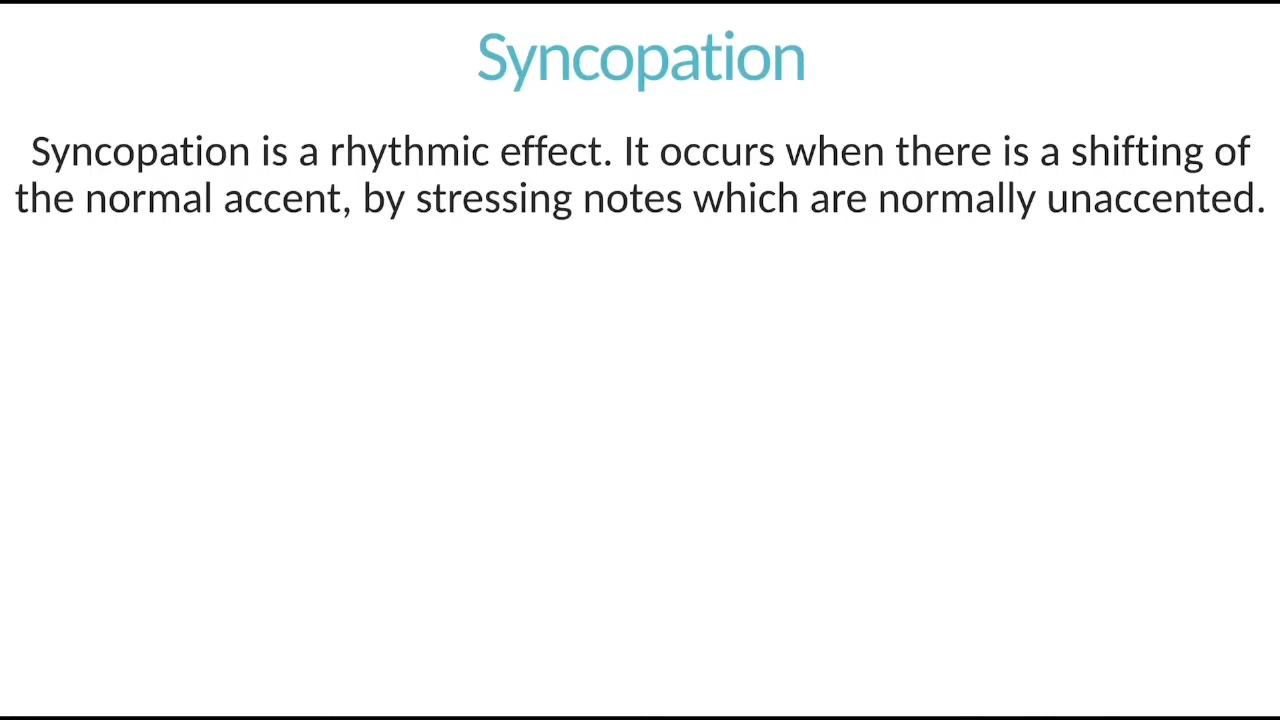 Syncopation
Syncopation is a rhythmic effect. It occurs when there is a shifting of
the normal accent, by stressing notes which are normally unaccented.